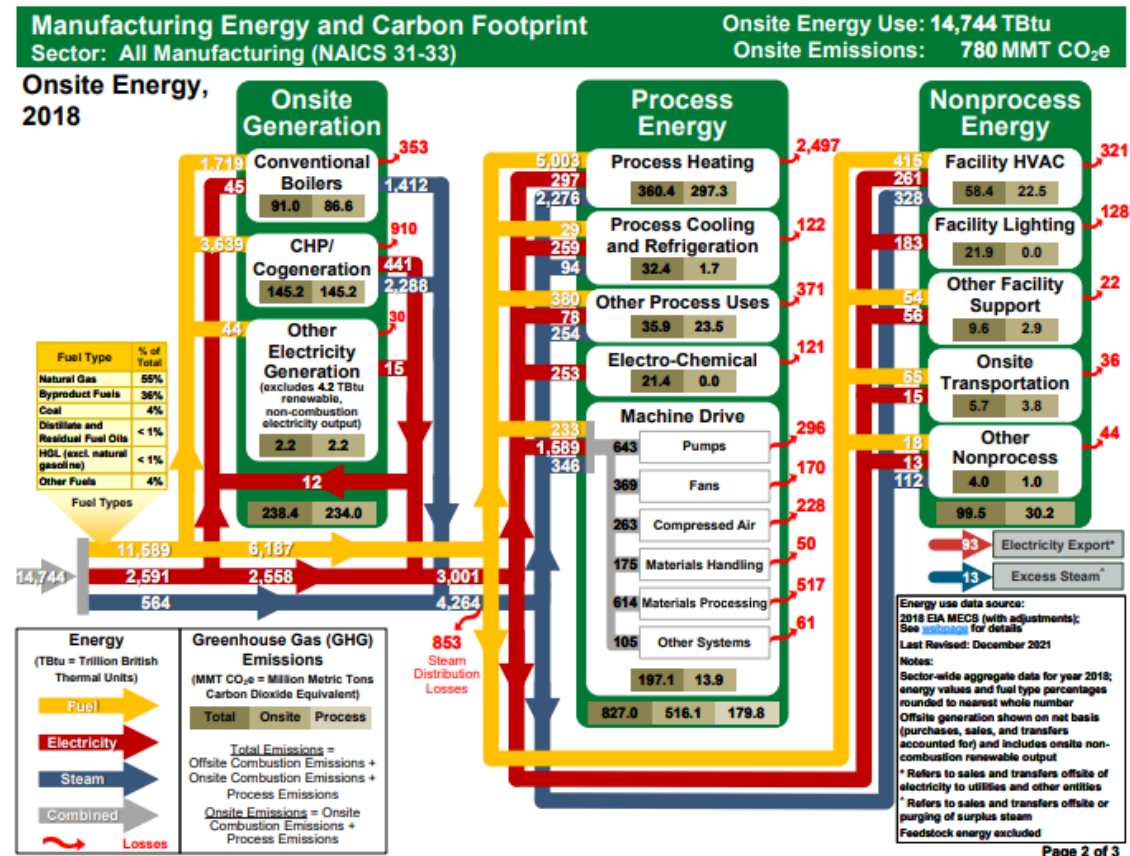 Manufacturing Energy and Carbon Footprint
Sector: All Manufacturing (NAICS 31-33)
Onsite Energy Use: 14,744 TBtu
Onsite Emissions: 780 MMT CO₂e
Onsite Energy,
2018
Onsite
Generation
1,719
45
Conventional
Boilers
91.0 86.6
353
1,412
3,639
CHP/
Cogeneration
145.2 145.2
910
441
2,288
44
Other
Electricity
Generation
(excludes 4.2 TBtu
renewable,
non-combustion
electricity output)
2.2 2.2
30
15
12
238.4 234.0
Fuel Type % of Total
Natural Gas 55%
Byproduct Fuels 36%
Coal 4%
Distillate and
Residual Fuel Oils < 1%
HGL (excl. natural
gasoline) < 1%
Other Fuels 4%
Fuel Types
14,744
11,589 6,187
2,591 2,558 3,001
564 4,264
853
Steam
Distribution
Losses
Process
Energy
5,003
297
2,276
Process Heating
360.4 297.3
2,497
29
259
94
Process Cooling
and Refrigeration
32.4 1.7
122
380
78
254
Other Process Uses
35.9 23.5
371
253
Electro-Chemical
21.4 0.0
121
Machine Drive
233
1,589
346
643 Pumps 296
369 Fans 170
263 Compressed Air 228
175 Materials Handling 50
614 Materials Processing 517
105 Other Systems 61
197.1 13.9
827.0 516.1 179.8
Nonprocess
Energy
415
261
328
Facility HVAC
58.4 22.5
321
183
Facility Lighting
21.9 0.0
128
54
56
Other Facility
Support
9.6 2.9
22
55
15
Onsite
Transportation
5.7 3.8
36
18
13
112
Other
Nonprocess
4.0 1.0
44
99.5 30.2
93 Electricity Export*
13 Excess Steam^
Energy
(TBtu = Trillion British
Thermal Units)
Fuel
Electricity
Steam
Combined
Losses
Greenhouse Gas (GHG)
Emissions
(MMT CO₂e = Million Metric Tons
Carbon Dioxide Equivalent)
Total Onsite Process
Total Emissions =
Offsite Combustion Emissions +
Onsite Combustion Emissions +
Process Emissions
Onsite Emissions = Onsite
Combustion Emissions +
Process Emissions
Energy use data source:
2018 EIA MECS (with adjustments);
See webpage for details
Last Revised: December 2021
Notes:
Sector-wide aggregate data for year 2018;
energy values and fuel type percentages
rounded to nearest whole number
Offsite generation shown on net basis
(purchases, sales, and transfers
accounted for) and includes onsite non-
combustion renewable output
* Refers to sales and transfers offsite of
electricity to utilities and other entities
^ Refers to sales and transfers offsite or
purging of surplus steam
Feedstock energy excluded
Page 2 of 3